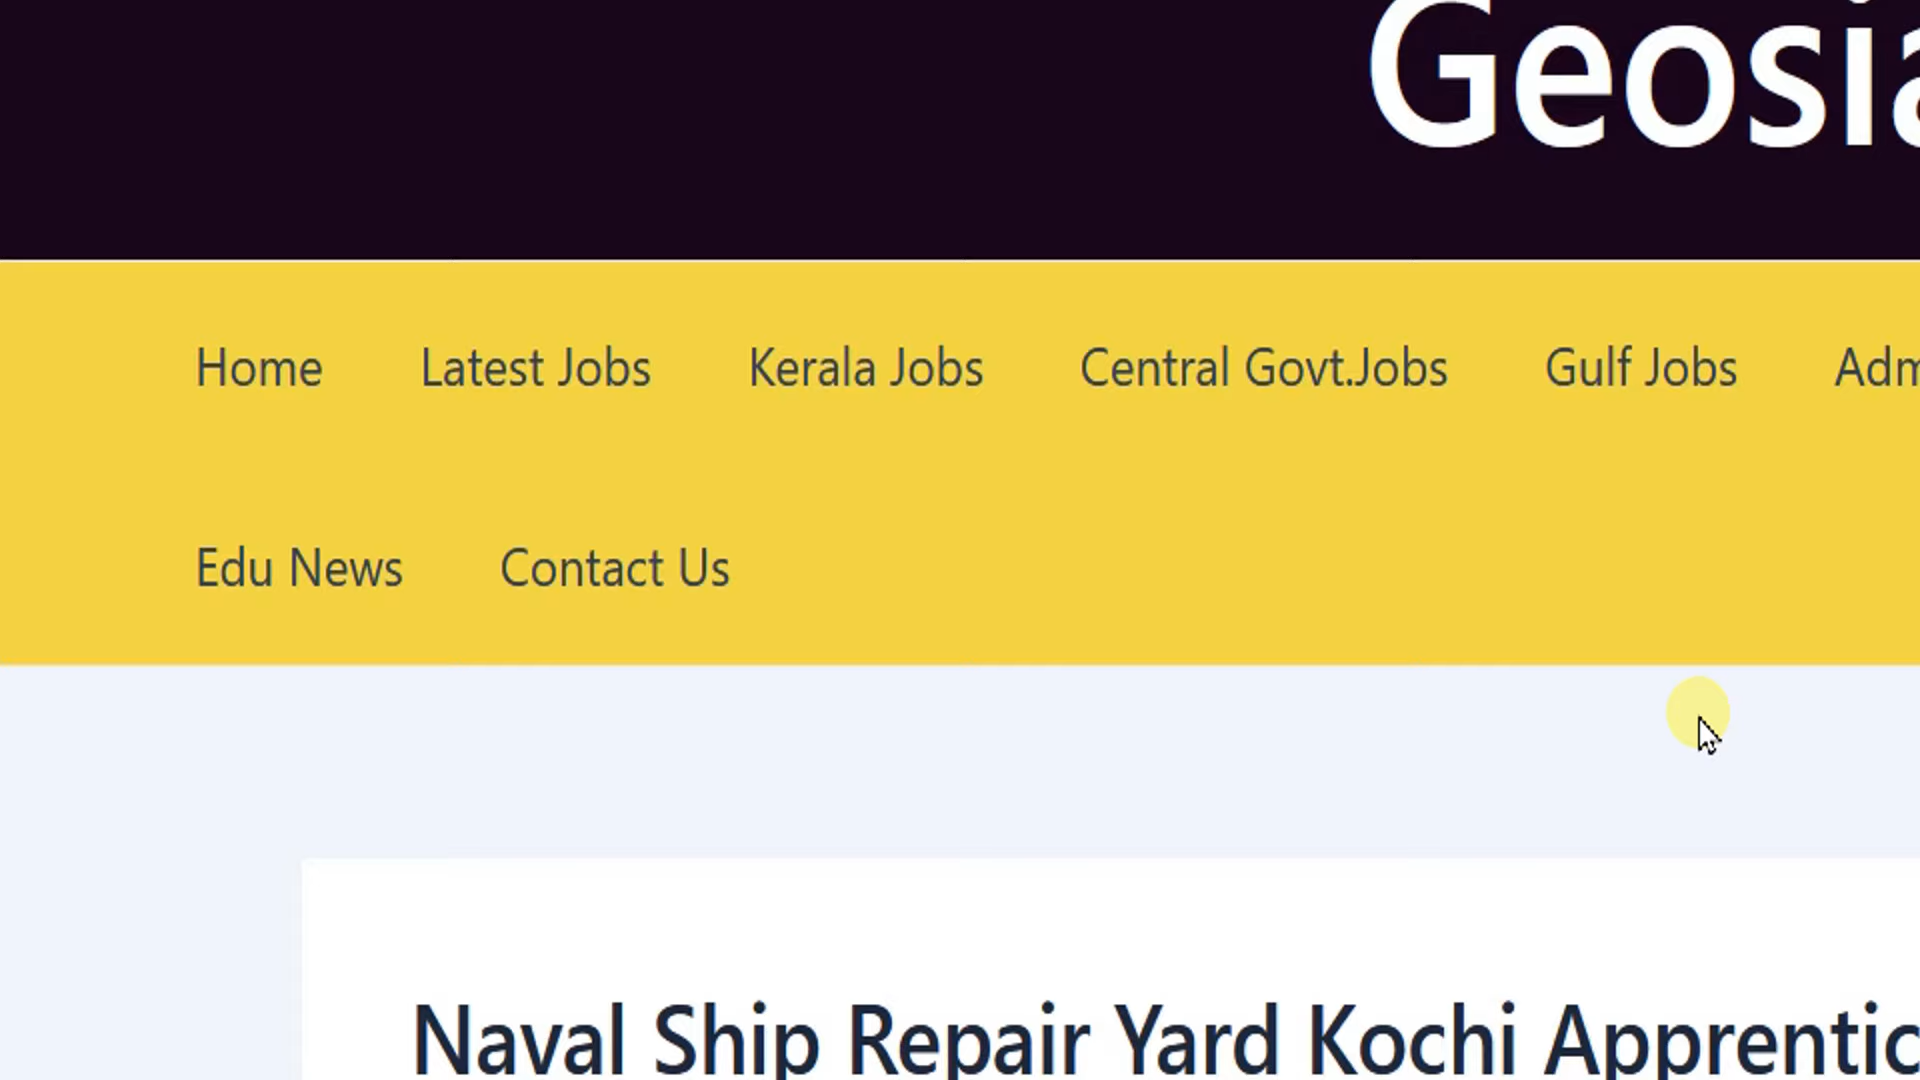 Geosia
Home Latest Jobs Kerala Jobs Central Govt.Jobs Gulf Jobs Adm
Edu News Contact Us
Naval Ship Repair Yard Kochi Apprentic